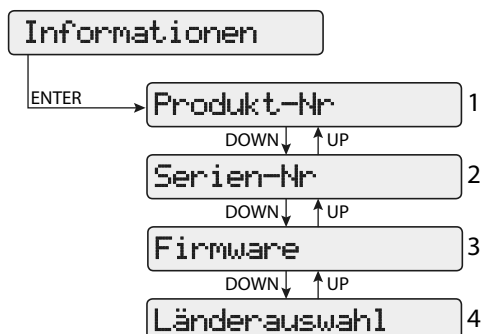 Informationen
ENTER
Produkt-Nr 1
DOWN UP
Serien-Nr 2
DOWN UP
Firmware 3
DOWN UP
Länderauswahl 4